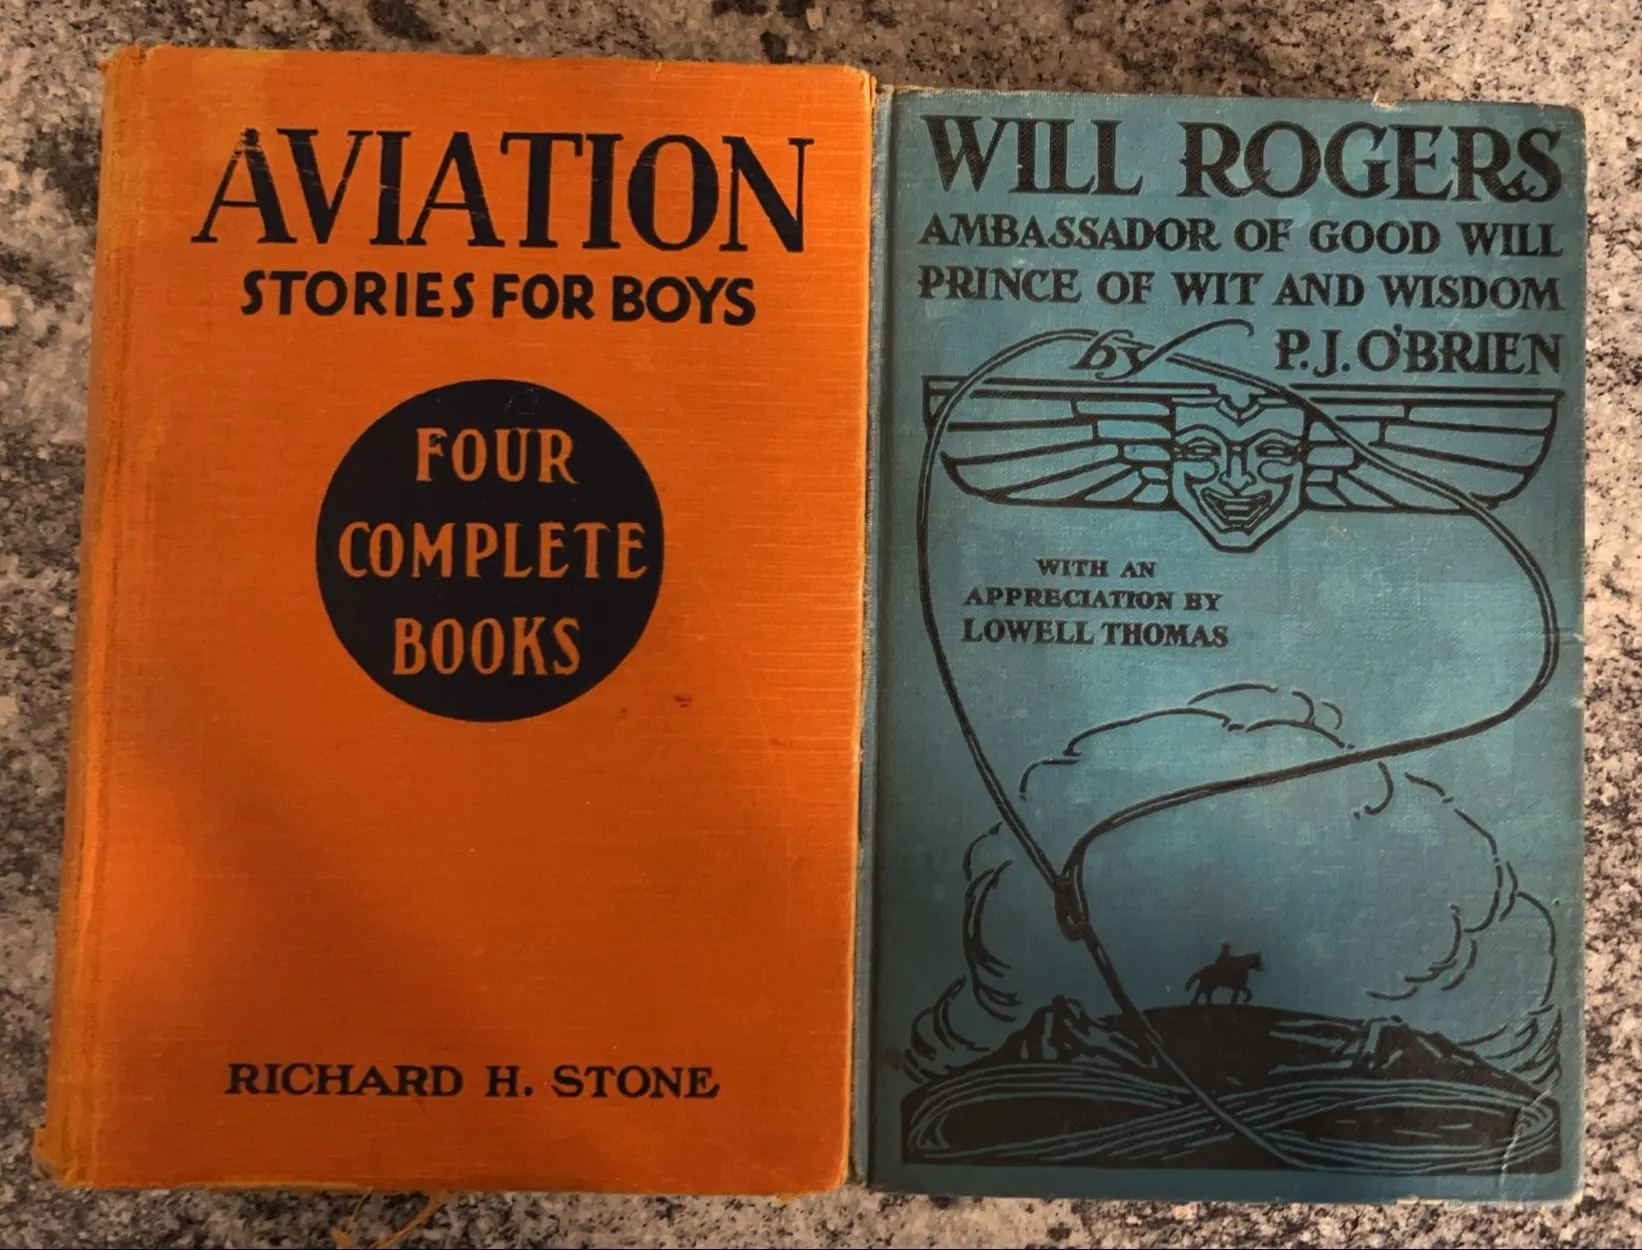 AVIATION
STORIES FOR BOYS
FOUR
COMPLETE
BOOKS
RICHARD H. STONE
WILL ROGERS
AMBASSADOR OF GOOD WILL
PRINCE OF WIT AND WISDOM
by P.J. O'BRIEN
WITH AN
APPRECIATION BY
LOWELL THOMAS